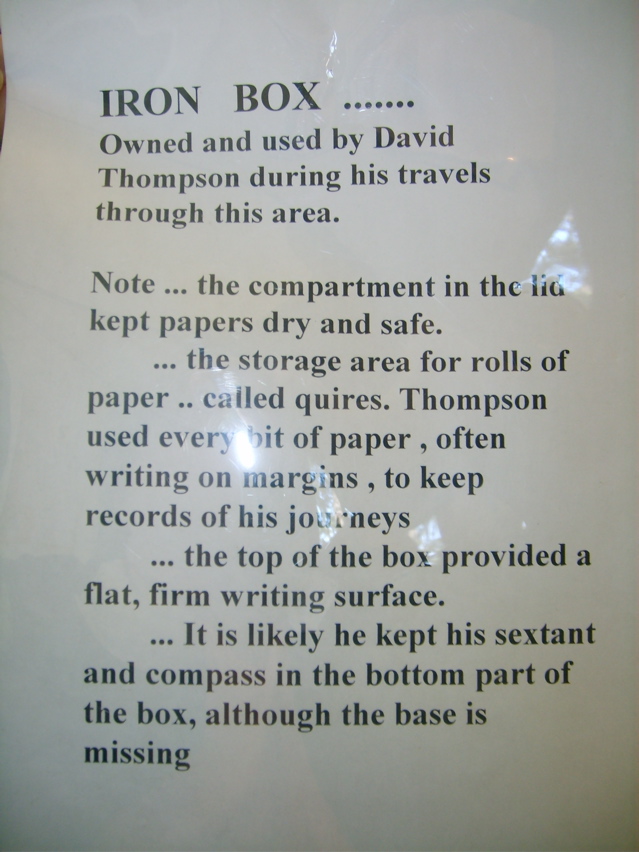 IRON BOX .......
Owned and used by David
Thompson during his travels
through this area.
Note ... the compartment in the lid
kept papers dry and safe.
... the storage area for rolls of
paper .. called quires. Thompson
used every bit of paper , often
writing on margins , to keep
records of his journeys
... the top of the box provided a
flat, firm writing surface.
... It is likely he kept his sextant
and compass in the bottom part of
the box, although the base is
missing